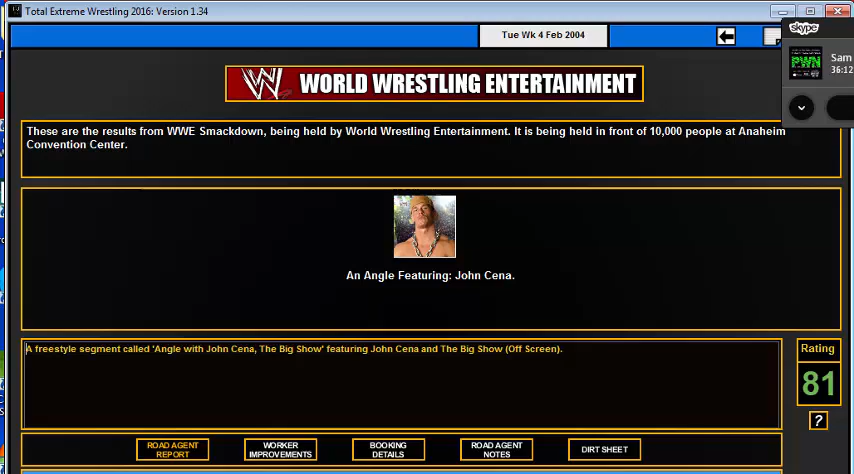 Total Extreme Wrestling 2016: Version 1.34
Tue Wk 4 Feb 2004
skype
PWN
Sam
36:12
W WORLD WRESTLING ENTERTAINMENT
These are the results from WWE Smackdown, being held by World Wrestling Entertainment. It is being held in front of 10,000 people at Anaheim
Convention Center.
An Angle Featuring: John Cena.
A freestyle segment called 'Angle with John Cena, The Big Show' featuring John Cena and The Big Show (Off Screen).
Rating
81
?
ROAD AGENT
REPORT
WORKER
IMPROVEMENTS
BOOKING
DETAILS
ROAD AGENT
NOTES
DIRT SHEET